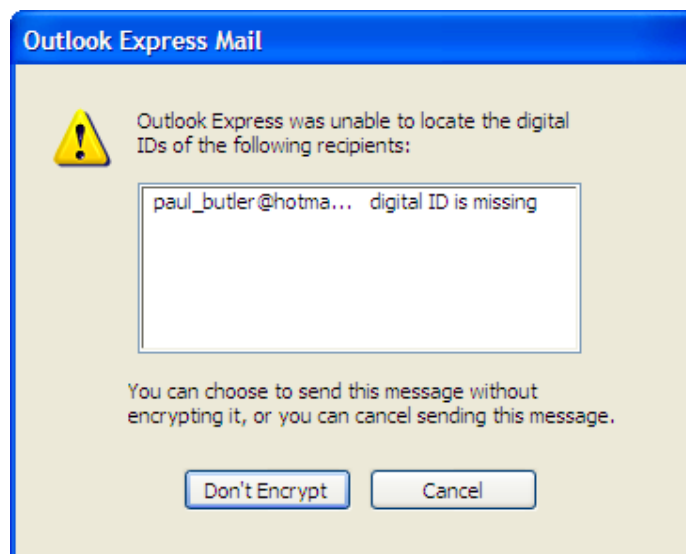 Outlook Express Mail
Outlook Express was unable to locate the digital
IDs of the following recipients:
paul_butler@hotma... digital ID is missing
You can choose to send this message without
encrypting it, or you can cancel sending this message.
Don't Encrypt Cancel